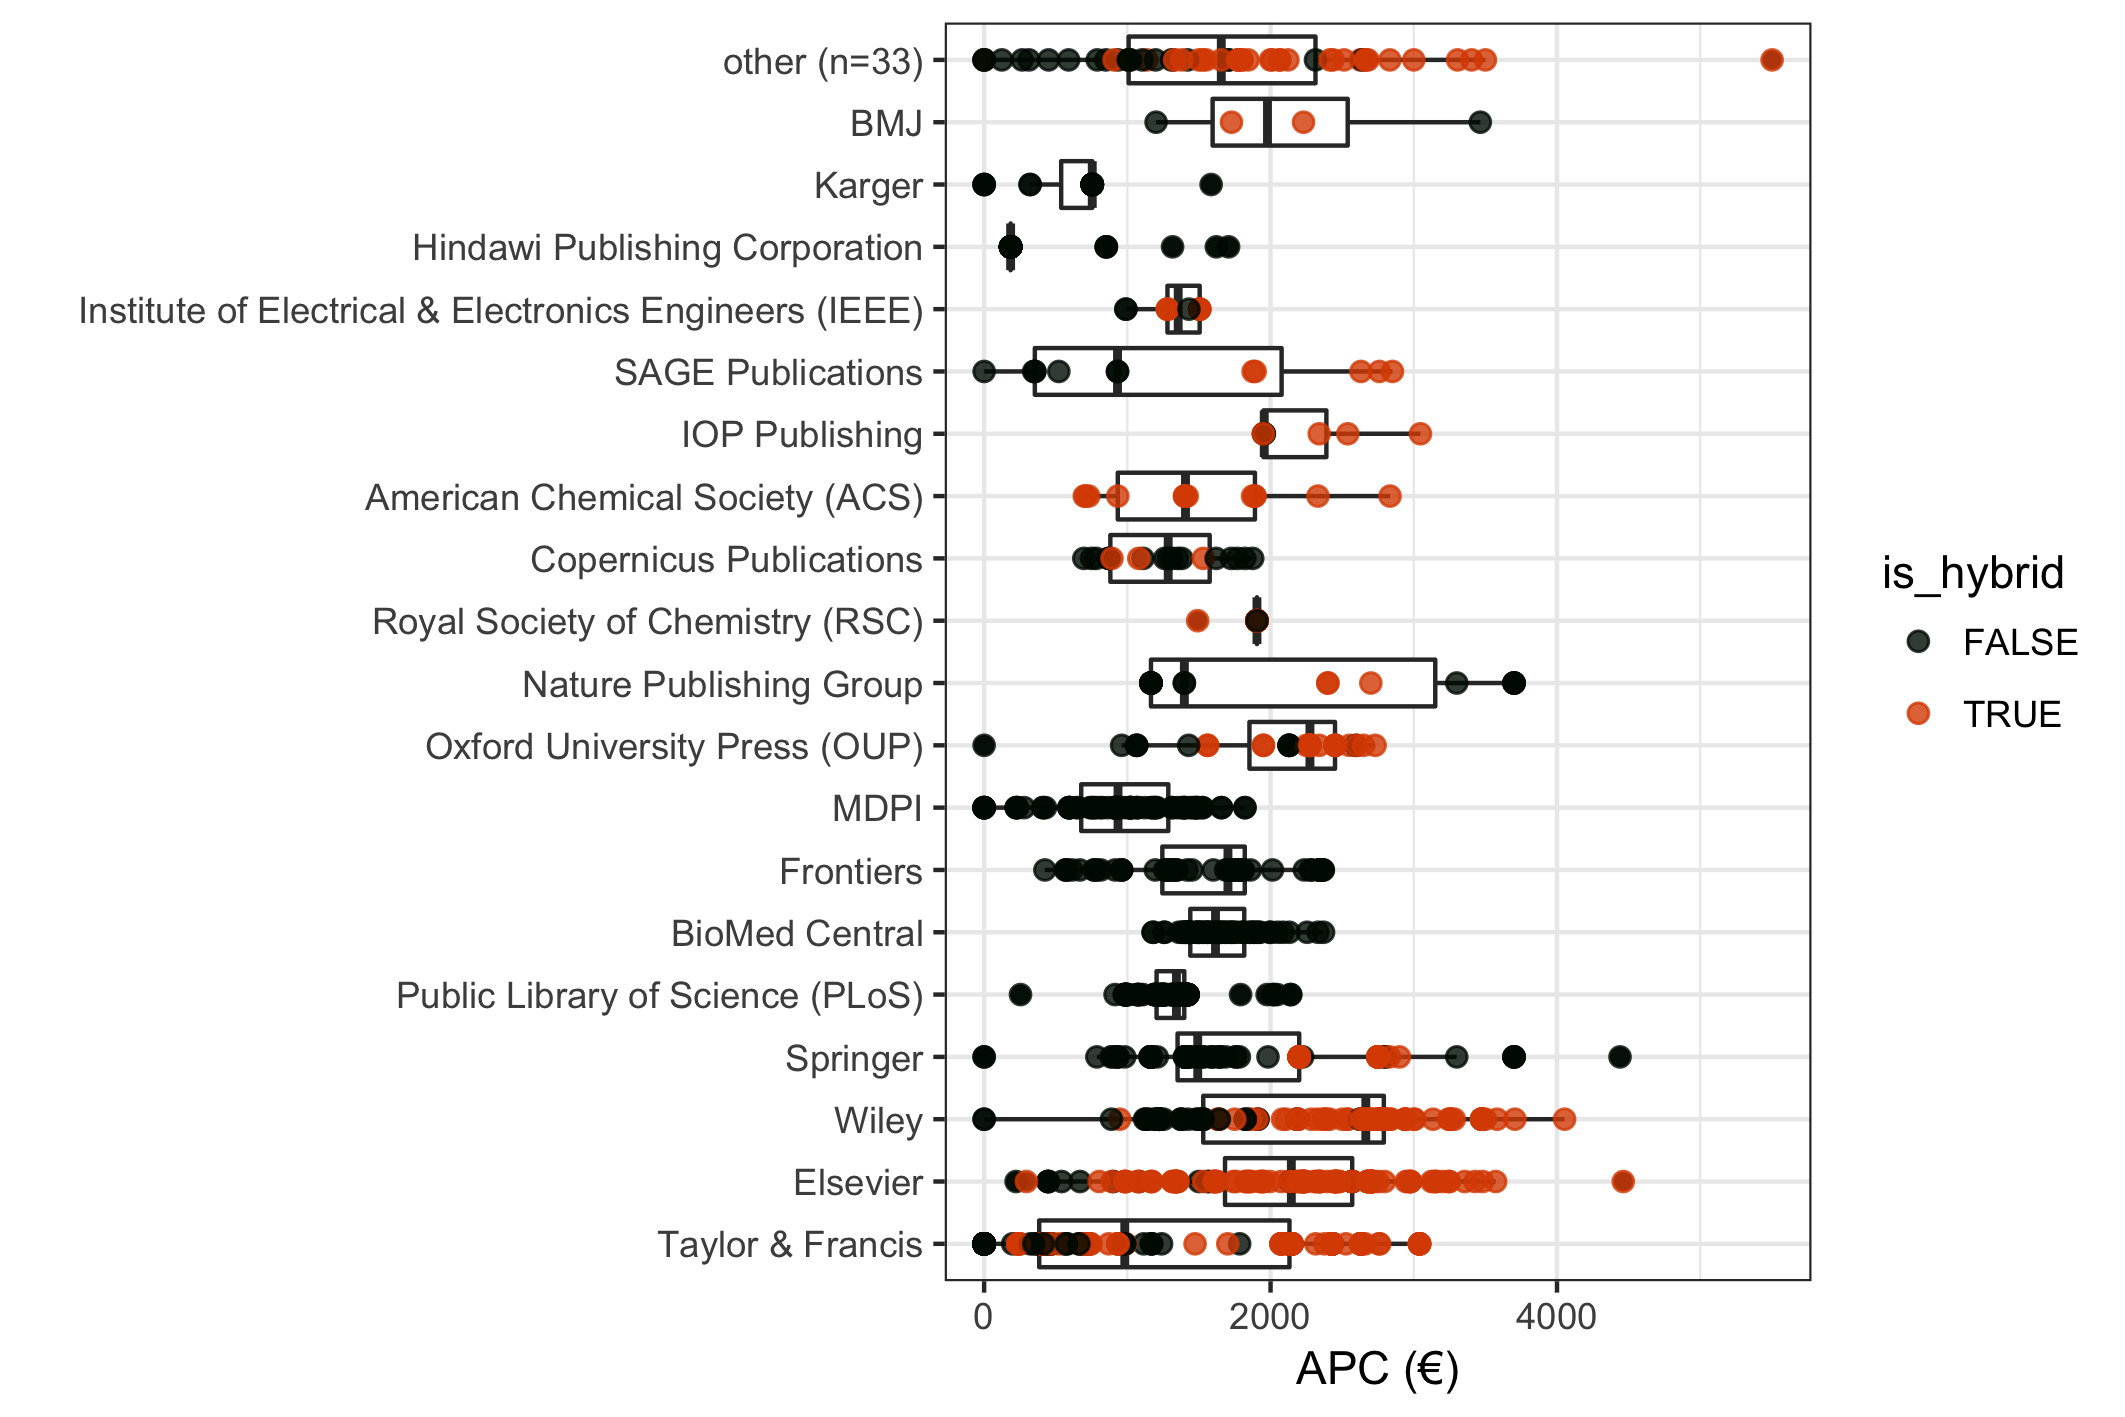 other (n=33)
BMJ
Karger
Hindawi Publishing Corporation
Institute of Electrical & Electronics Engineers (IEEE)
SAGE Publications
IOP Publishing
American Chemical Society (ACS)
Copernicus Publications
Royal Society of Chemistry (RSC)
Nature Publishing Group
Oxford University Press (OUP)
MDPI
Frontiers
BioMed Central
Public Library of Science (PLoS)
Springer
Wiley
Elsevier
Taylor & Francis
0
2000
4000
APC (€)
is_hybrid
FALSE
TRUE